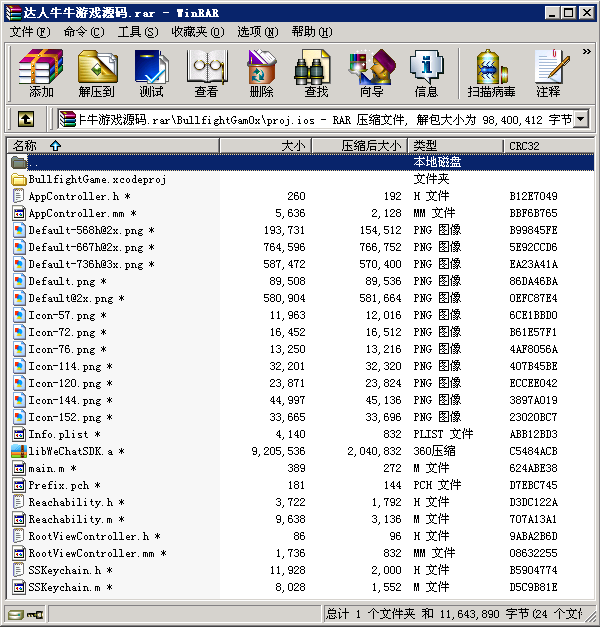 达人牛牛游戏源码.rar - WinRAR
文件(F) 命令(C) 工具(S) 收藏夹(O) 选项(N) 帮助(H)
添加 解压到 测试 查看 删除 查找 向导 信息 扫描病毒 注释
牛游戏源码.rar\BullfightGamOx\proj.ios - RAR 压缩文件, 解包大小为 98,400,412 字节
名称 大小 压缩后大小 类型 CRC32
.. 本地磁盘
BullfightGame.xcodeproj 文件夹
AppController.h * 260 192 H 文件 B12E7049
AppController.mm * 5,636 2,128 MM 文件 BBF6B765
Default-568h@2x.png * 193,731 154,512 PNG 图像 B99845FE
Default-667h@2x.png * 764,596 766,752 PNG 图像 5E92CCD6
Default-736h@3x.png * 587,472 570,400 PNG 图像 EA23A41A
Default.png * 89,508 89,536 PNG 图像 86DA46BA
Default@2x.png * 580,904 581,664 PNG 图像 0EFC87E4
Icon-57.png * 11,963 12,016 PNG 图像 6CE1BBD0
Icon-72.png * 16,452 16,512 PNG 图像 B61E57F1
Icon-76.png * 13,250 13,216 PNG 图像 4AF8056A
Icon-114.png * 32,201 32,320 PNG 图像 407B45BE
Icon-120.png * 23,871 23,824 PNG 图像 ECCEE042
Icon-144.png * 44,997 45,136 PNG 图像 3897A019
Icon-152.png * 33,665 33,696 PNG 图像 23020BC7
Info.plist * 4,140 832 PLIST 文件 ABB12BD3
libWeChatSDK.a * 9,205,536 2,040,832 360压缩 C5484ACB
main.m * 389 272 M 文件 624ABE38
Prefix.pch * 181 144 PCH 文件 D7EBC745
Reachability.h * 3,722 1,792 H 文件 D3DC122A
Reachability.m * 9,638 3,136 M 文件 707A13A1
RootViewController.h * 86 96 H 文件 9ABA2B6D
RootViewController.mm * 1,736 832 MM 文件 08632255
SSKeychain.h * 11,928 2,000 H 文件 B5904774
SSKeychain.m * 8,028 1,552 M 文件 D5C9B81E
总计 1 个文件夹 和 11,643,890 字节(24 个文